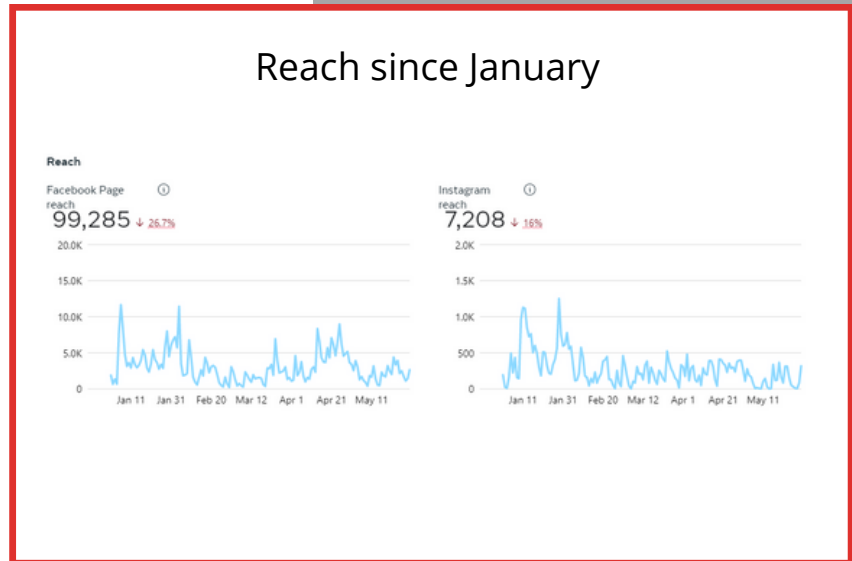 Reach since January
Reach
Facebook Page
reach
99,285 ↓ 26.7%
20.0K
15.0K
10.0K
5.0K
0
Jan 11 Jan 31 Feb 20 Mar 12 Apr 1 Apr 21 May 11
Instagram
reach
7,208 ↓ 16%
2.0K
1.5K
1.0K
500
0
Jan 11 Jan 31 Feb 20 Mar 12 Apr 1 Apr 21 May 11